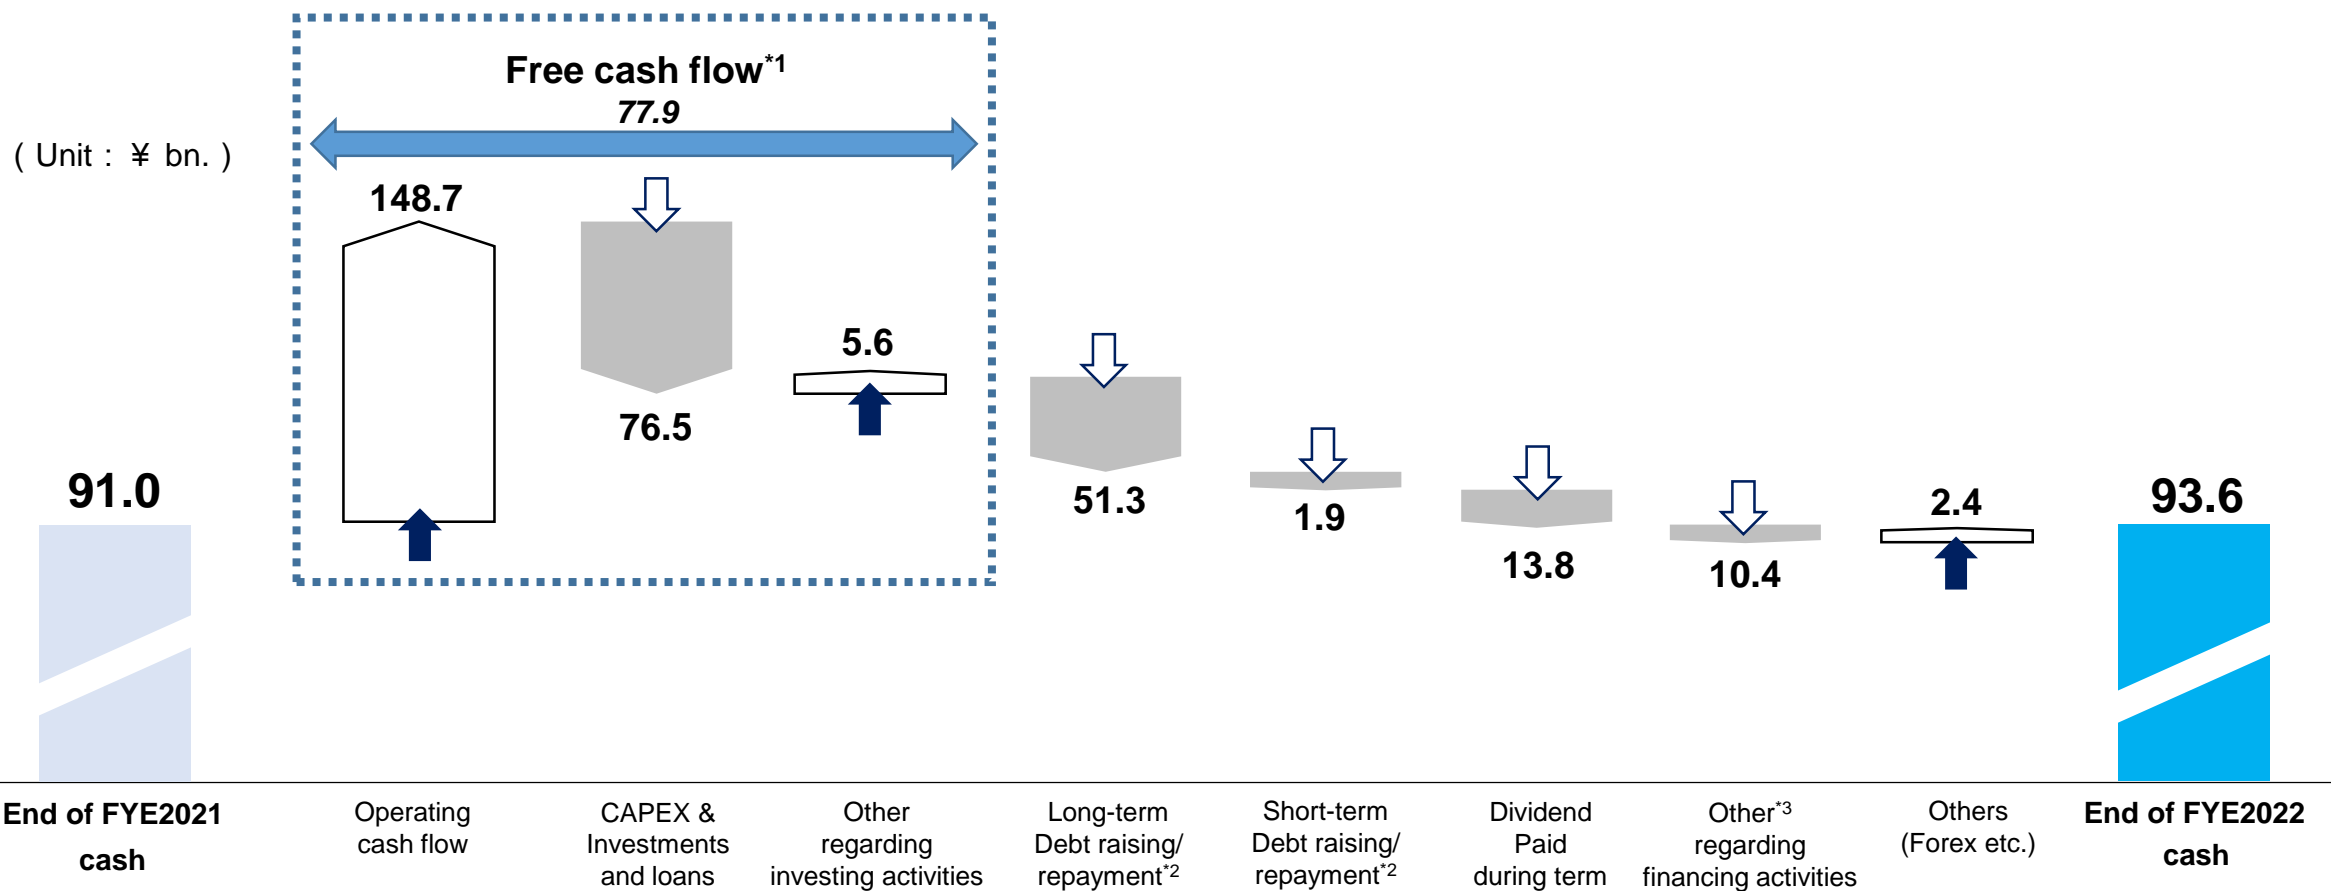 Free cash flow*1
77.9
( Unit : ¥ bn. )
148.7
5.6
76.5
91.0
51.3
1.9
13.8
10.4
2.4
93.6
End of FYE2021
cash
Operating
cash flow
CAPEX &
Investments
and loans
Other
regarding
investing activities
Long-term
Debt raising/
repayment*2
Short-term
Debt raising/
repayment*2
Dividend
Paid
during term
Other*3
regarding
financing activities
Others
(Forex etc.)
End of FYE2022
cash